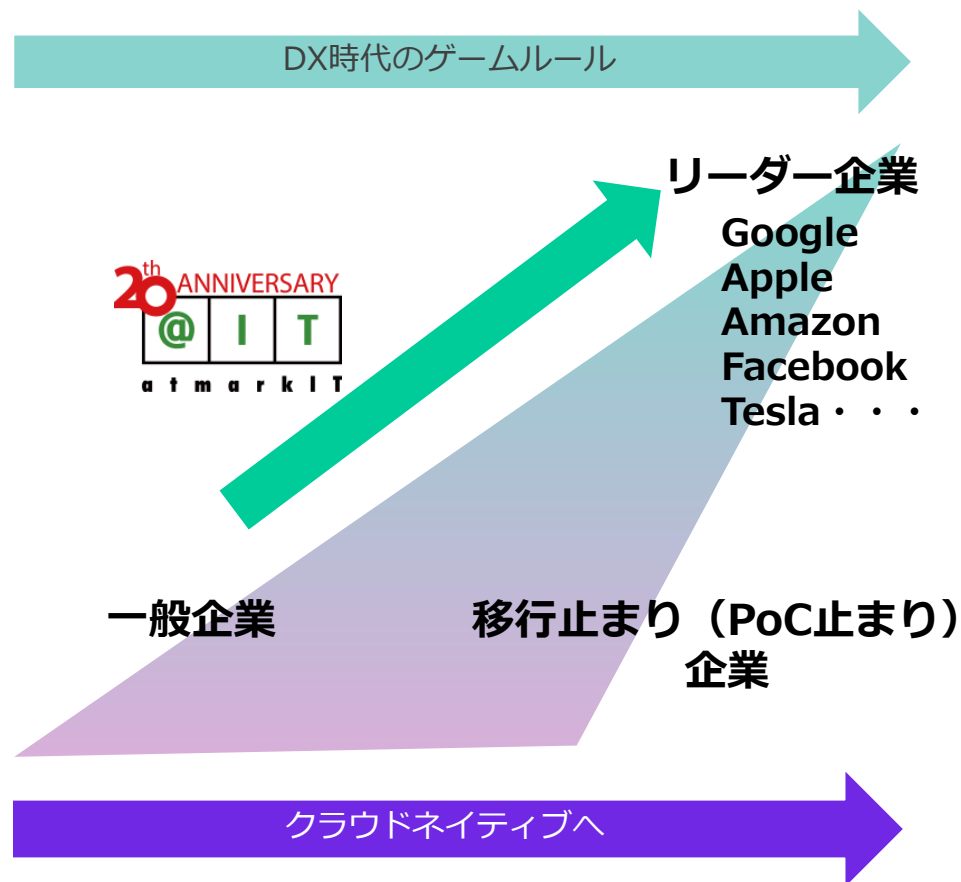 DX時代のゲームルール
リーダー企業
Google
Apple
Amazon
Facebook
Tesla・・・
20th ANNIVERSARY
@IT
atmarkIT
一般企業
移行止まり（PoC止まり）
企業
クラウドネイティブへ